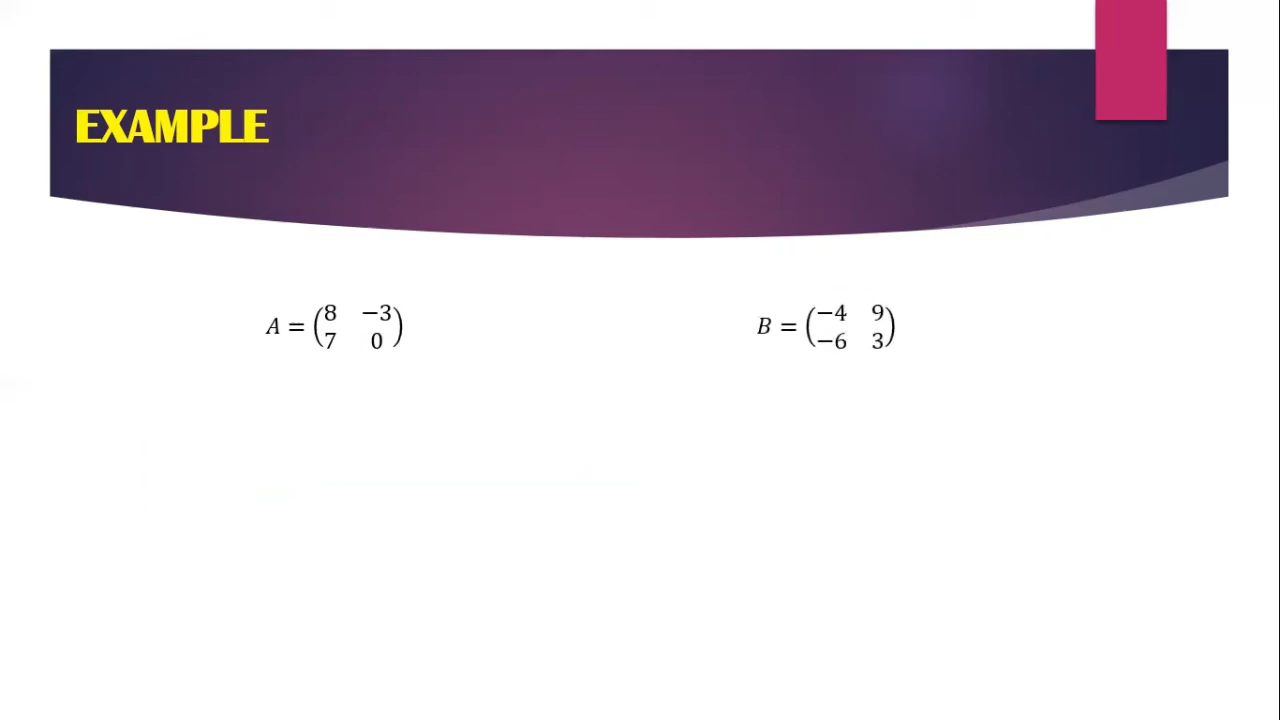 EXAMPLE
A = (8 −3
7 0)
B = (−4 9
−6 3)